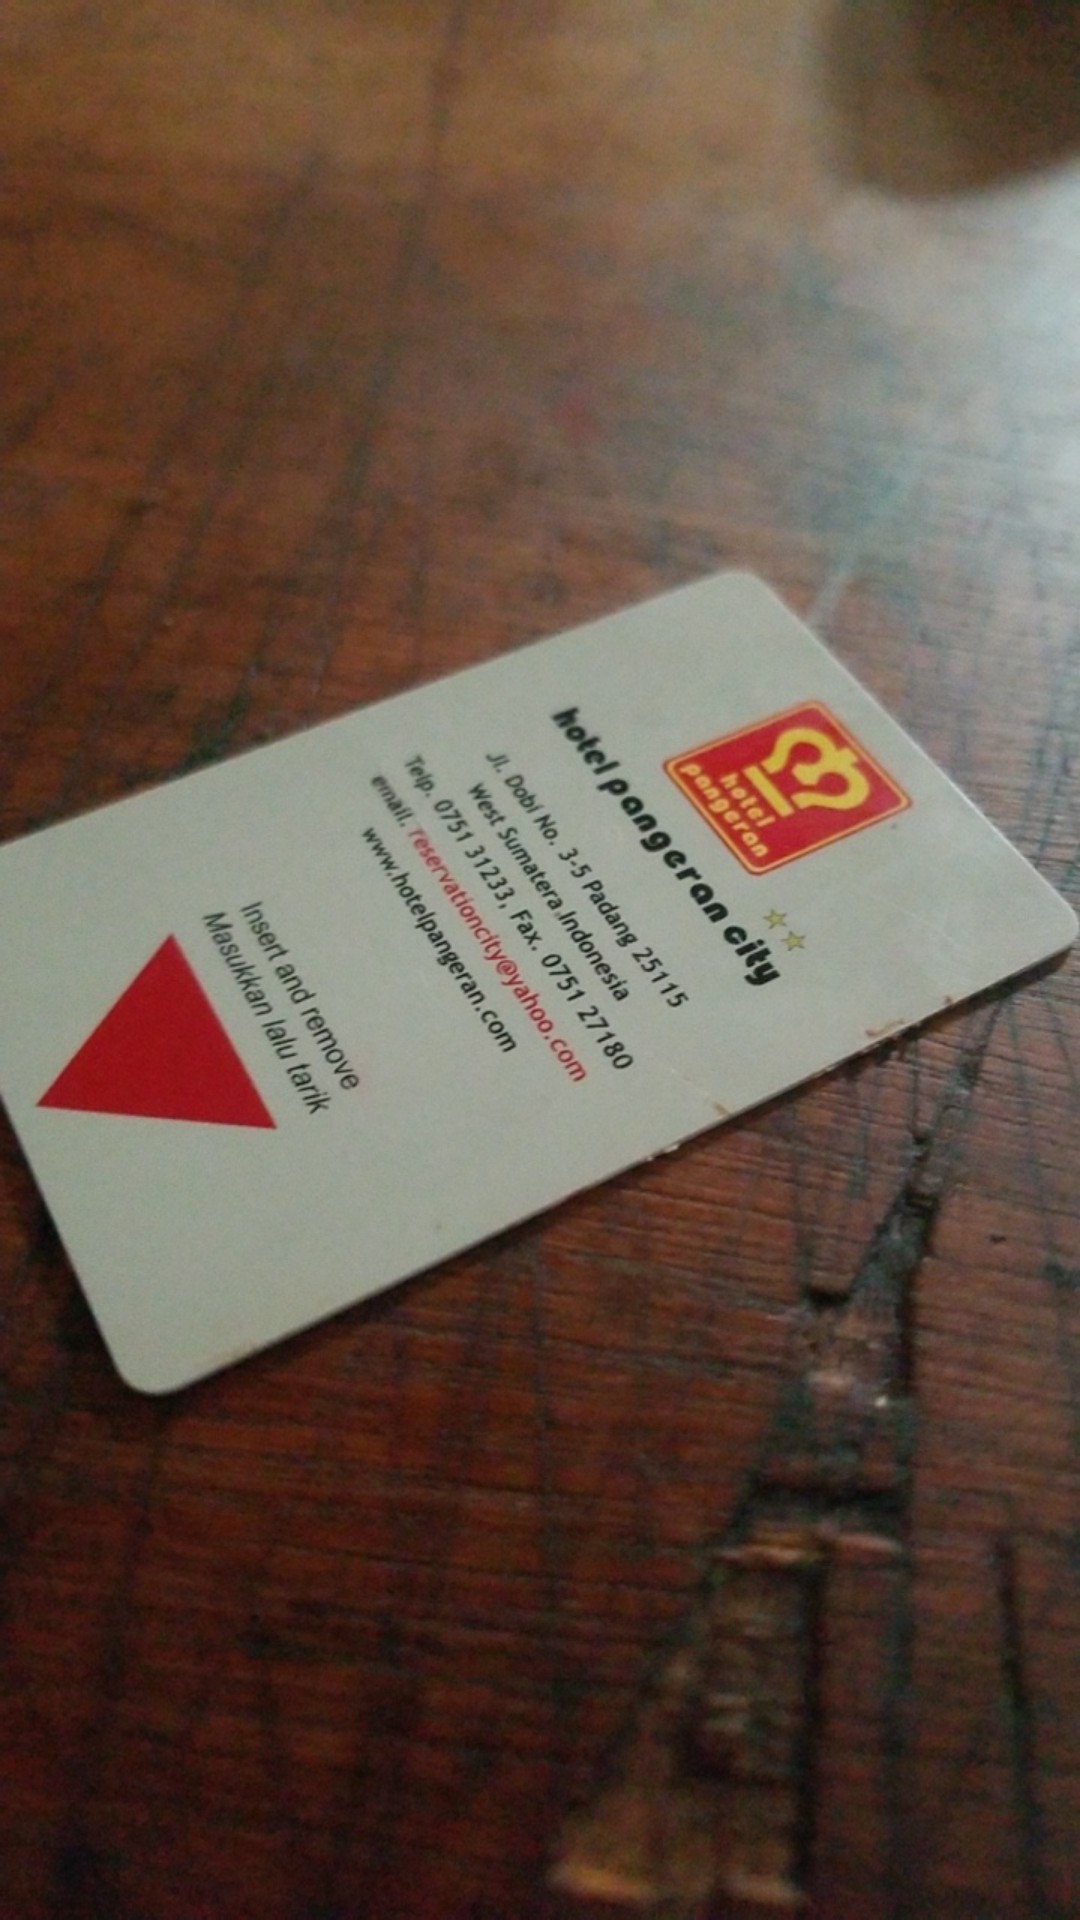 hotel
pangeran
hotel pangeran city
Jl. Dobi No. 3-5 Padang 25115
West Sumatera,Indonesia
Telp. 0751 31233, Fax. 0751 27180
email. reservationcity@yahoo.com
www.hotelpangeran.com
Insert and remove
Masukkan lalu tarik